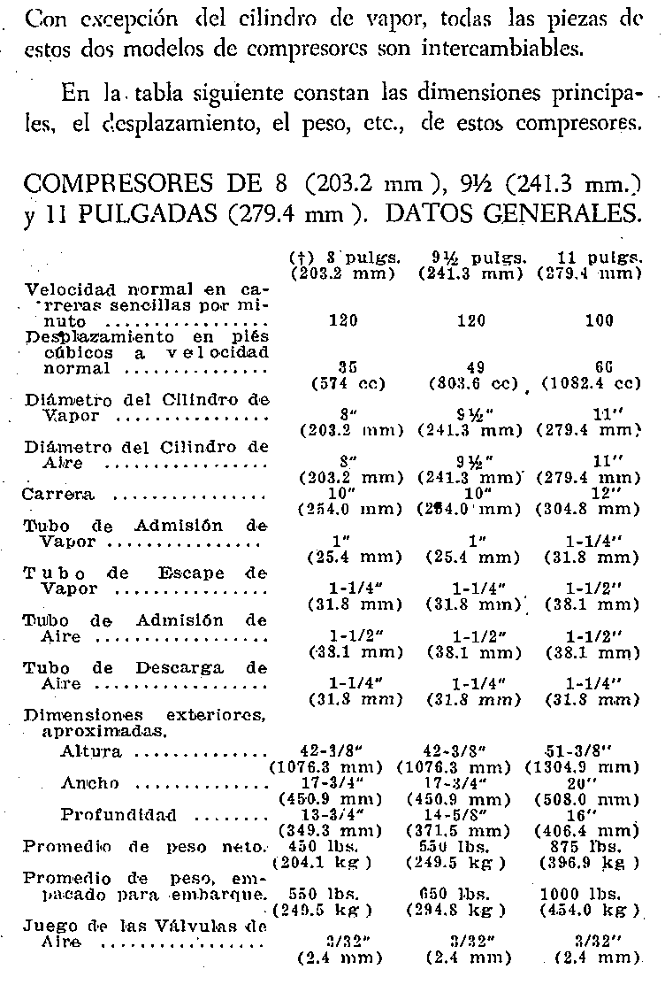 Con excepción del cilindro de vapor, todas las piezas de
estos dos modelos de compresores son intercambiables.
En la tabla siguiente constan las dimensiones principa-
les, el desplazamiento, el peso, etc., de estos compresores.
COMPRESORES DE 8 (203.2 mm), 9½ (241.3 mm.)
y 11 PULGADAS (279.4 mm). DATOS GENERALES.
(†) 8 pulgs. 9½ pulgs. 11 pulgs.
(203.2 mm) (241.3 mm) (279.4 mm)
Velocidad normal en ca-
rreras sencillas por mi-
nuto ................. 120 120 100
Desplazamiento en piés
cúbicos a velocidad
normal ............... 35 49 66
(574 cc) (803.6 cc) (1082.4 cc)
Diámetro del Cilindro de
Vapor ................ 8" 9½" 11"
(203.2 mm) (241.3 mm) (279.4 mm)
Diámetro del Cilindro de
Aire ................. 8" 9½" 11"
(203.2 mm) (241.3 mm) (279.4 mm)
Carrera ................ 10" 10" 12"
(254.0 mm) (254.0 mm) (304.8 mm)
Tubo de Admisión de
Vapor ................ 1" 1" 1-1/4"
(25.4 mm) (25.4 mm) (31.8 mm)
Tubo de Escape de
Vapor ................ 1-1/4" 1-1/4" 1-1/2"
(31.8 mm) (31.8 mm) (38.1 mm)
Tubo de Admisión de
Aire .................. 1-1/2" 1-1/2" 1-1/2"
(38.1 mm) (38.1 mm) (38.1 mm)
Tubo de Descarga de
Aire .................. 1-1/4" 1-1/4" 1-1/4"
(31.8 mm) (31.8 mm) (31.8 mm)
Dimensiones exteriores,
aproximadas.
Altura .............. 42-3/8" 42-3/8" 51-3/8"
(1076.3 mm) (1076.3 mm) (1304.9 mm)
Ancho .............. 17-3/4" 17-3/4" 20"
(450.9 mm) (450.9 mm) (508.0 mm)
Profundidad ........ 13-3/4" 14-5/8" 16"
(349.3 mm) (371.5 mm) (406.4 mm)
Promedio de peso neto. 450 lbs. 550 lbs. 875 lbs.
(204.1 kg) (249.5 kg) (396.9 kg)
Promedio de peso, em-
pacado para embarque. 550 lbs. 650 lbs. 1000 lbs.
(249.5 kg) (294.8 kg) (454.0 kg)
Juego de las Válvulas de
Aire ................. 3/32" 3/32" 3/32"
(2.4 mm) (2.4 mm) (2.4 mm)